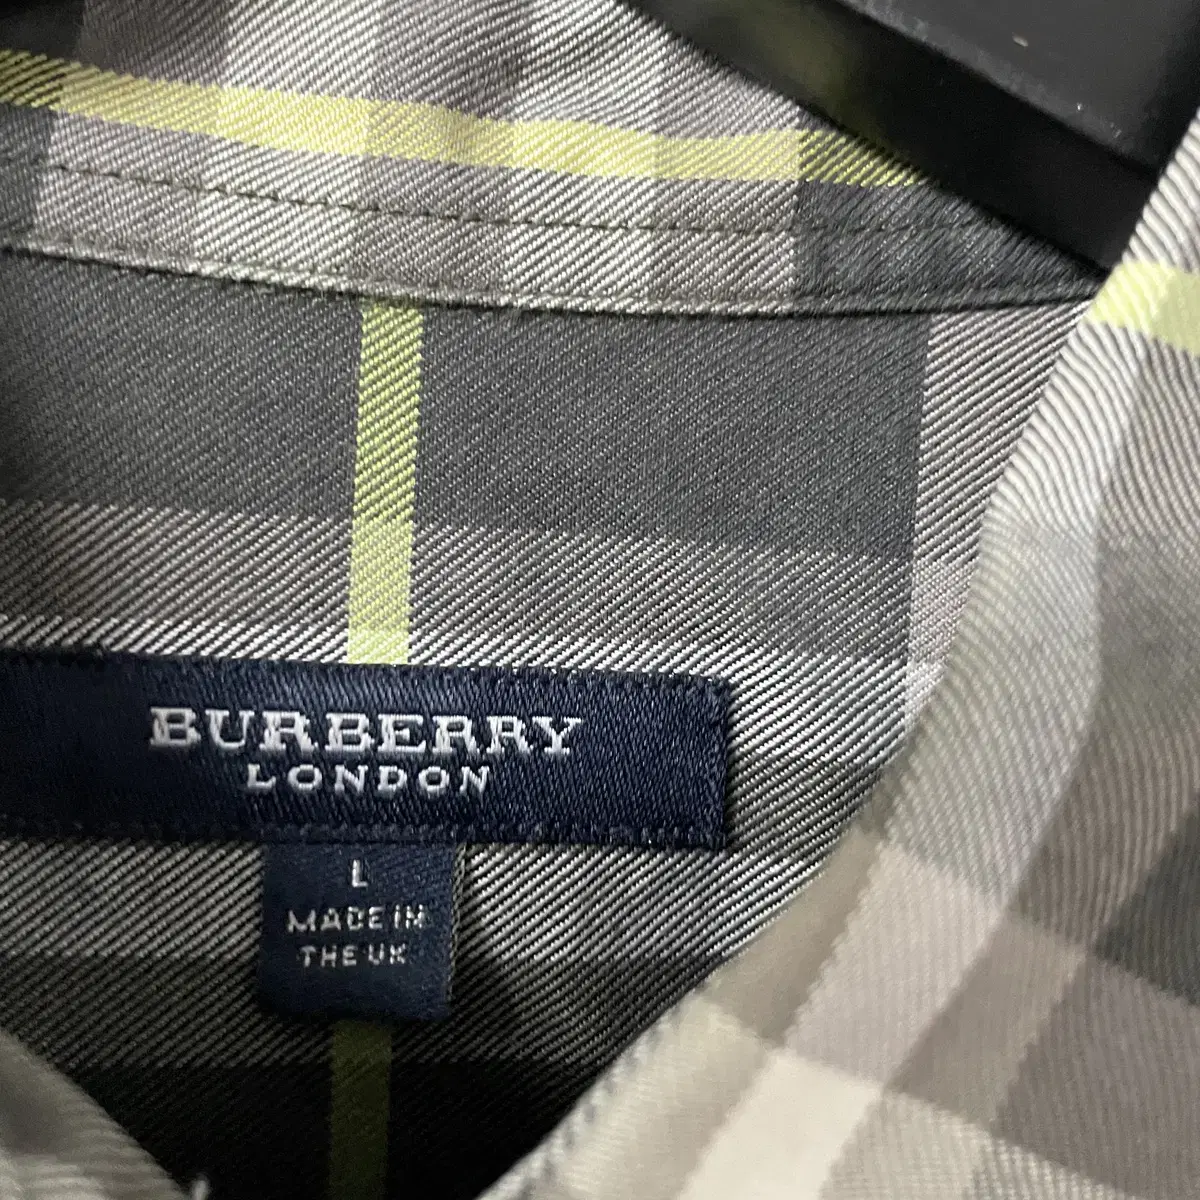 BURBERRY
LONDON
L
MADE IN
THE UK